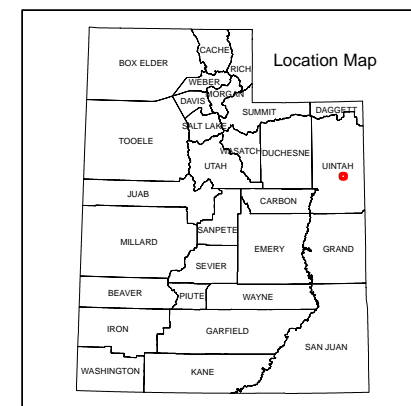 Location Map
BOX ELDER
CACHE
RICH
WEBER
MORGAN
DAVIS
SUMMIT
DAGGETT
SALT LAKE
TOOELE
WASATCH
DUCHESNE
UINTAH
UTAH
JUAB
CARBON
SANPETE
MILLARD
EMERY
GRAND
SEVIER
BEAVER
PIUTE
WAYNE
IRON
GARFIELD
SAN JUAN
WASHINGTON
KANE